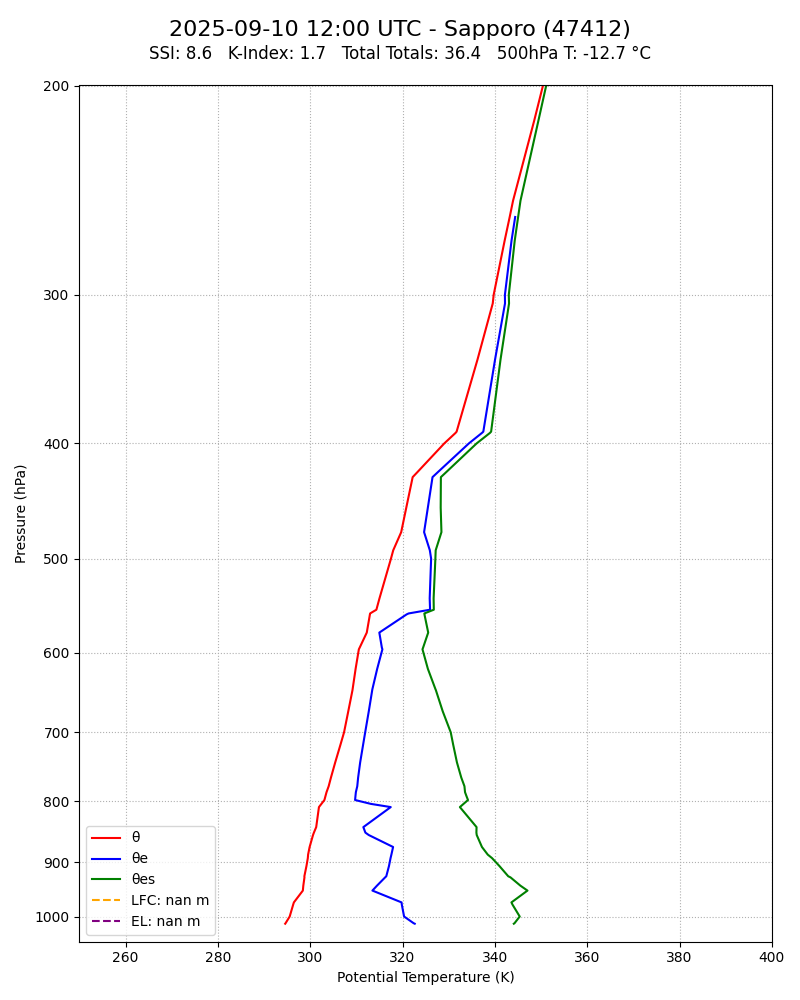 2025-09-10 12:00 UTC - Sapporo (47412)
SSI: 8.6 K-Index: 1.7 Total Totals: 36.4 500hPa T: -12.7 °C
200
300
400
500
600
700
800
900
1000
Pressure (hPa)
θ
θe
θes
LFC: nan m
EL: nan m
260 280 300 320 340 360 380 400
Potential Temperature (K)